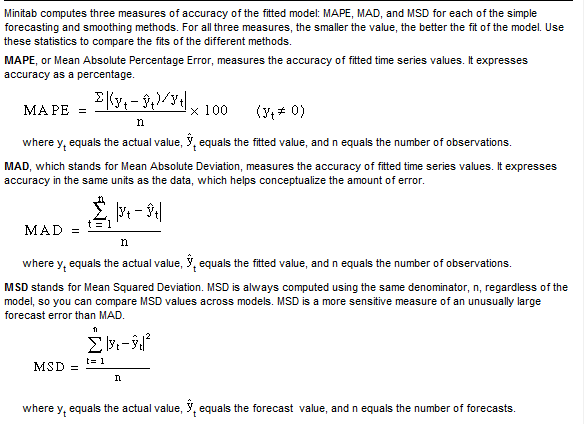 Minitab computes three measures of accuracy of the fitted model: MAPE, MAD, and MSD for each of the simple
forecasting and smoothing methods. For all three measures, the smaller the value, the better the fit of the model. Use
these statistics to compare the fits of the different methods.
MAPE, or Mean Absolute Percentage Error, measures the accuracy of fitted time series values. It expresses
accuracy as a percentage.
MAPE = Σ|(yₜ − ŷₜ)/yₜ| / n × 100 (yₜ ≠ 0)
where yₜ equals the actual value, ŷₜ equals the fitted value, and n equals the number of observations.
MAD, which stands for Mean Absolute Deviation, measures the accuracy of fitted time series values. It expresses
accuracy in the same units as the data, which helps conceptualize the amount of error.
MAD = n Σ t = 1 |yₜ − ŷₜ| / n
where yₜ equals the actual value, ŷₜ equals the fitted value, and n equals the number of observations.
MSD stands for Mean Squared Deviation. MSD is always computed using the same denominator, n, regardless of the
model, so you can compare MSD values across models. MSD is a more sensitive measure of an unusually large
forecast error than MAD.
MSD = n Σ t = 1 |yₜ − ŷₜ|² / n
where yₜ equals the actual value, ŷₜ equals the forecast value, and n equals the number of forecasts.